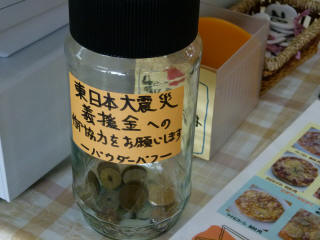 東日本大震災
義援金への
御協力をお願いします
ーパウダーパフー